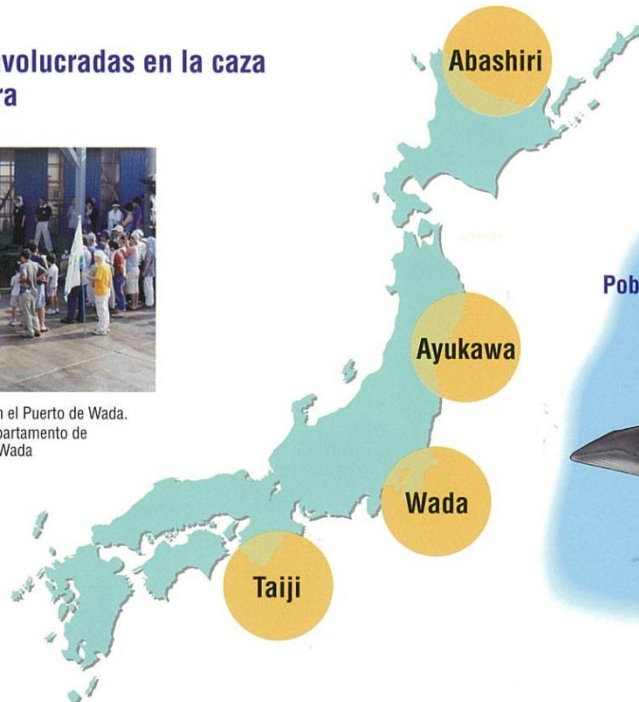 volucradas en la caza
ra
Abashiri
Pob
Ayukawa
n el Puerto de Wada.
partamento de
Wada
Wada
Taiji